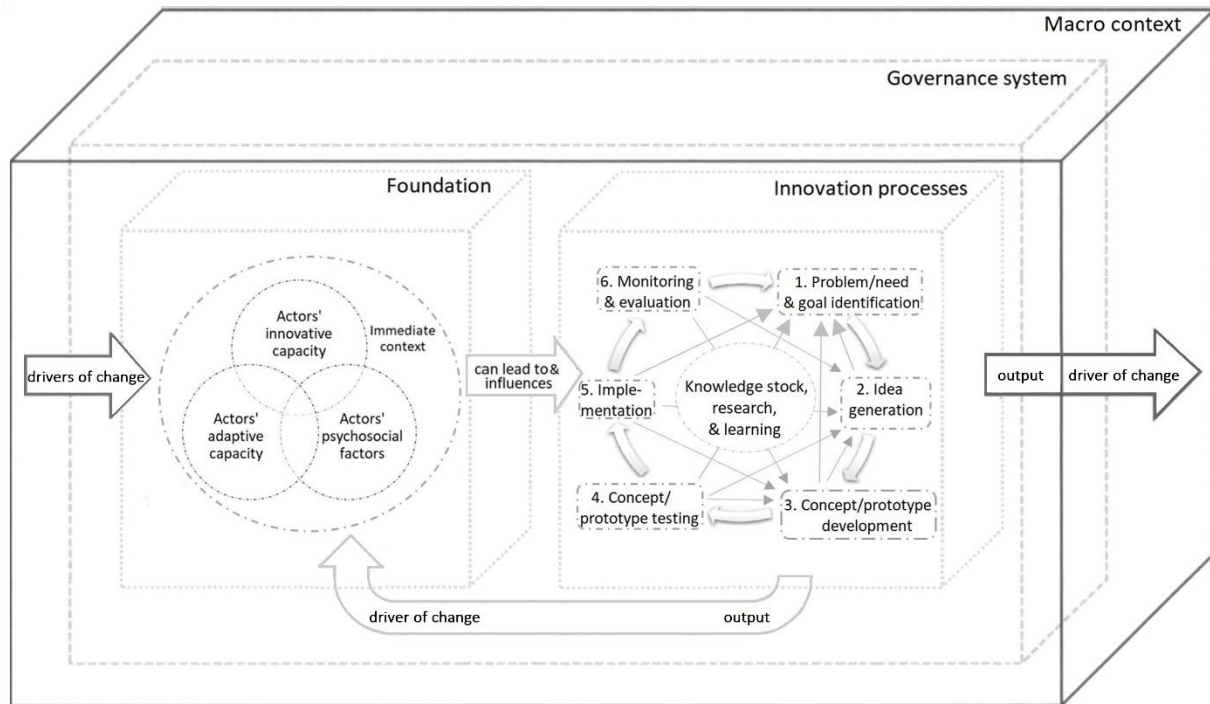 Macro context
Governance system
Foundation
Innovation processes
drivers of change
Actors'
innovative
capacity
Immediate
context
Actors'
adaptive
capacity
Actors'
psychosocial
factors
can lead to &
influences
6. Monitoring
& evaluation
1. Problem/need
& goal identification
5. Imple-
mentation
Knowledge stock,
research,
& learning
2. Idea
generation
4. Concept/
prototype testing
3. Concept/prototype
development
output
driver of change
driver of change
output